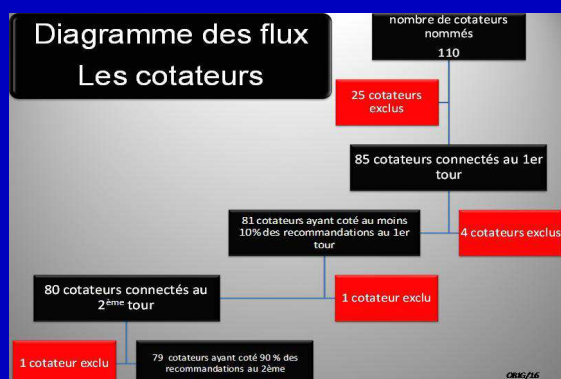 Diagramme des flux
Les cotateurs
nombre de cotateurs
nommés
110
25 cotateurs
exclus
85 cotateurs connectés au 1er
tour
81 cotateurs ayant coté au moins
10% des recommandations au 1er
tour
4 cotateurs exclus
80 cotateurs connectés au
2ème tour
1 cotateur exclu
1 cotateur exclu
79 cotateurs ayant coté 90 % des
recommandations au 2ème